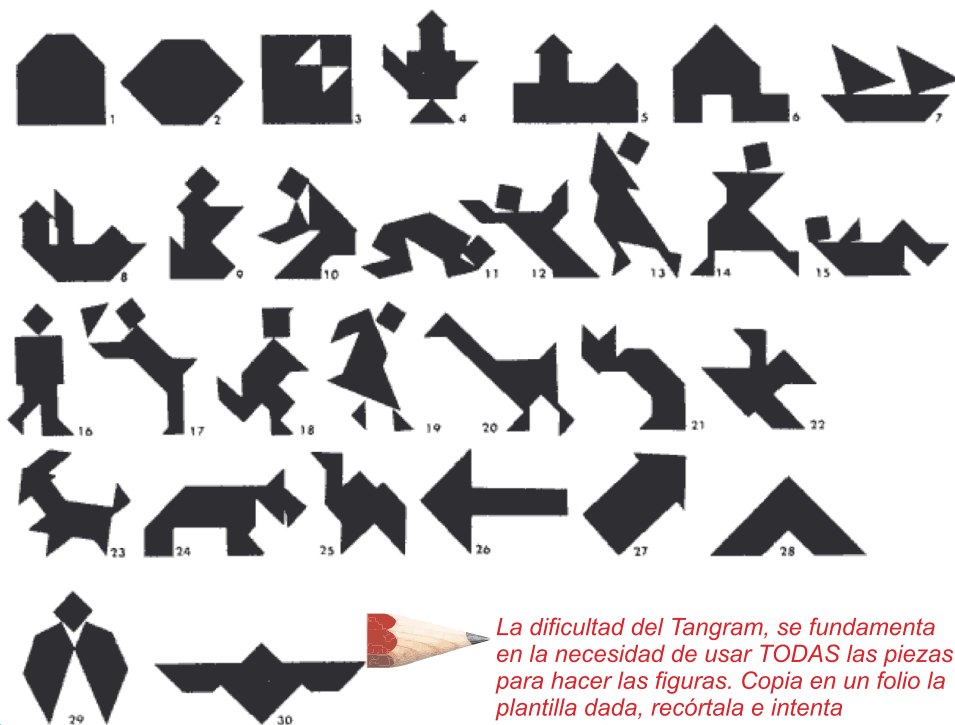 1 2 3 4 5 6 7
8 9 10 11 12 13 14 15
16 17 18 19 20 21 22
23 24 25 26 27 28
29 30
La dificultad del Tangram, se fundamenta
en la necesidad de usar TODAS las piezas
para hacer las figuras. Copia en un folio la
plantilla dada, recórtala e intenta